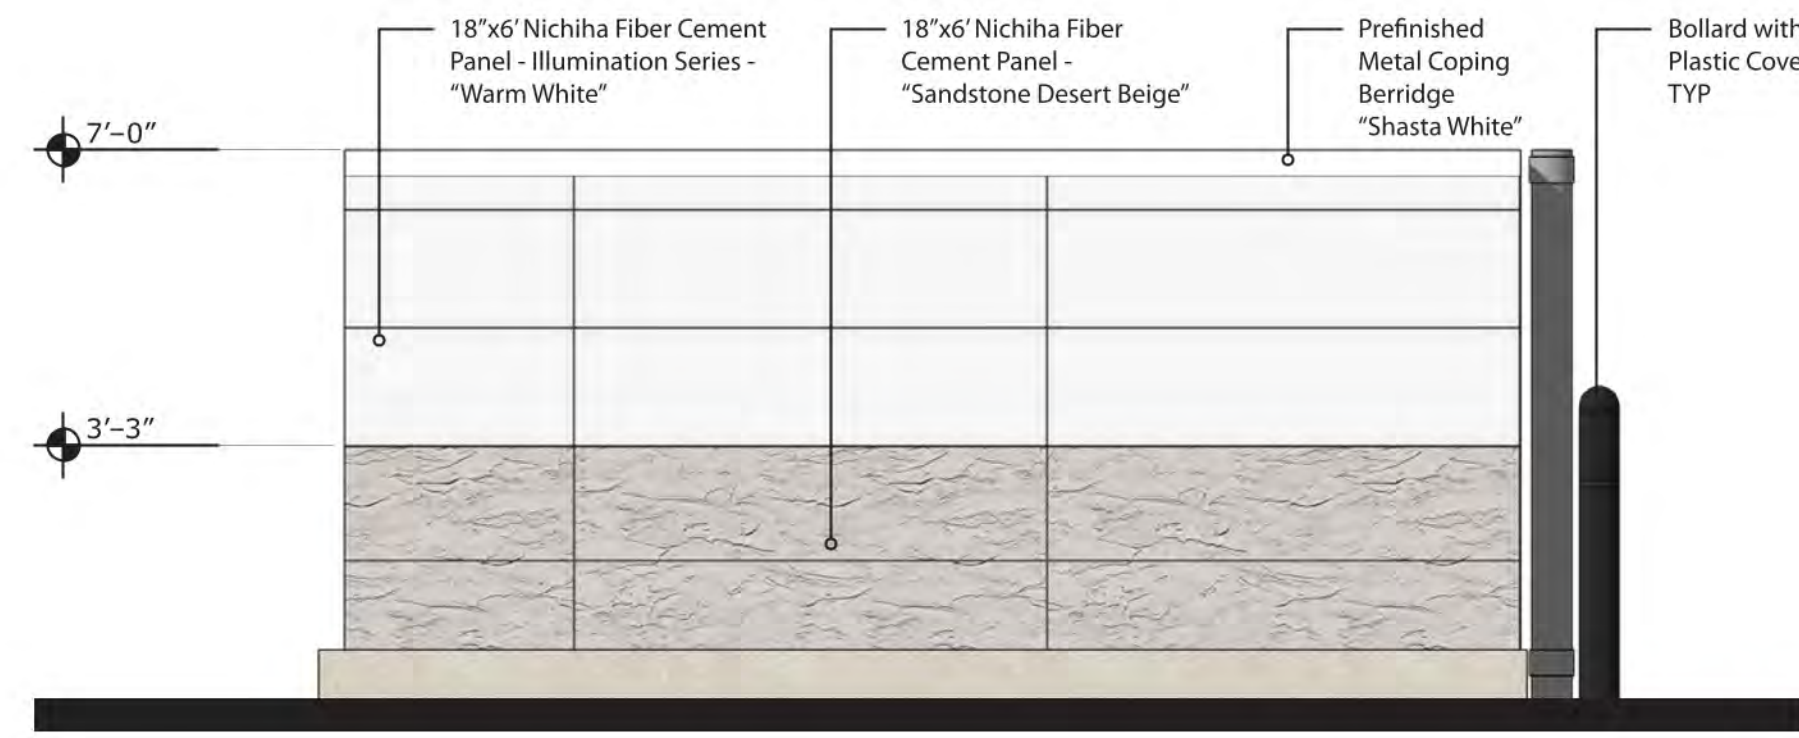 18”x6’ Nichiha Fiber Cement
Panel - Illumination Series -
“Warm White”
18”x6’ Nichiha Fiber
Cement Panel -
“Sandstone Desert Beige”
Prefinished
Metal Coping
Berridge
“Shasta White”
Bollard with
Plastic Cove
TYP
7’–0”
3’–3”